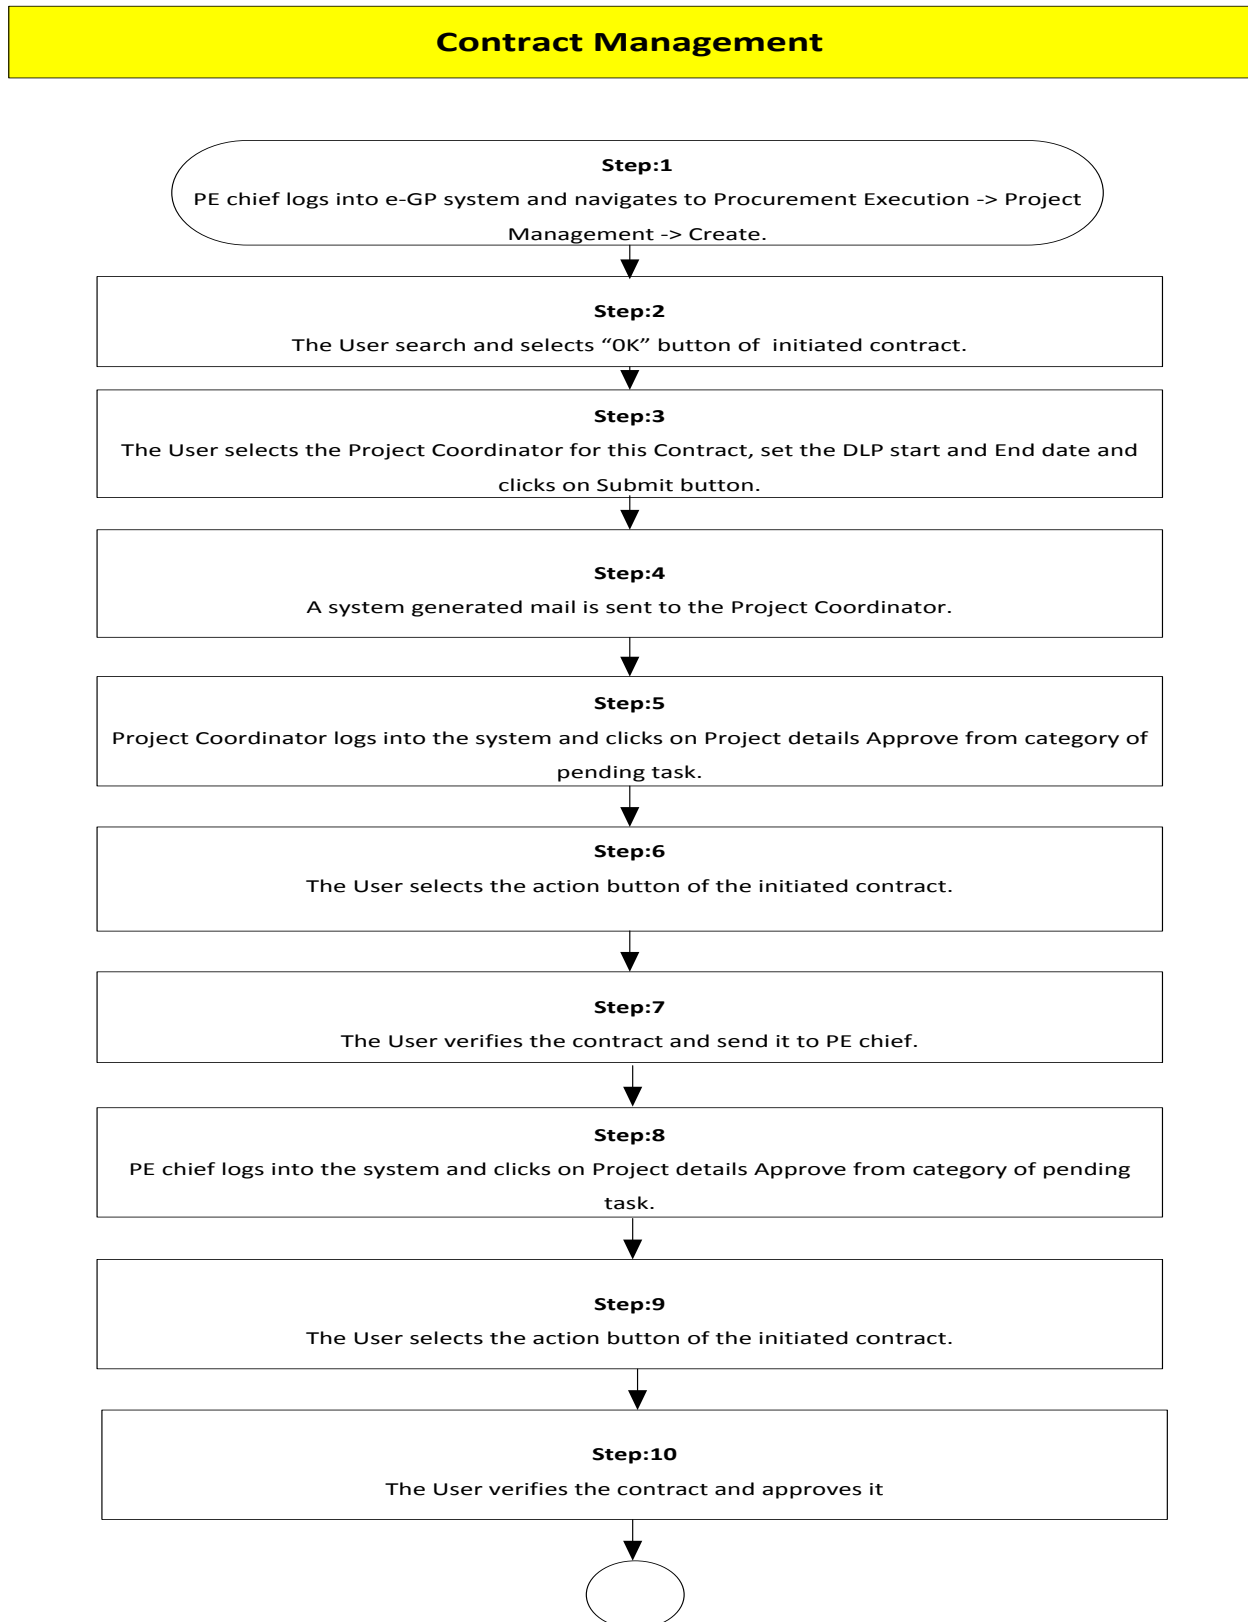 Contract Management
Step:1
PE chief logs into e-GP system and navigates to Procurement Execution -> Project
Management -> Create.
Step:2
The User search and selects “0K” button of  initiated contract.
Step:3
The User selects the Project Coordinator for this Contract, set the DLP start and End date and
clicks on Submit button.
Step:4
A system generated mail is sent to the Project Coordinator.
Step:5
Project Coordinator logs into the system and clicks on Project details Approve from category of
pending task.
Step:6
The User selects the action button of the initiated contract.
Step:7
The User verifies the contract and send it to PE chief.
Step:8
PE chief logs into the system and clicks on Project details Approve from category of pending
task.
Step:9
The User selects the action button of the initiated contract.
Step:10
The User verifies the contract and approves it